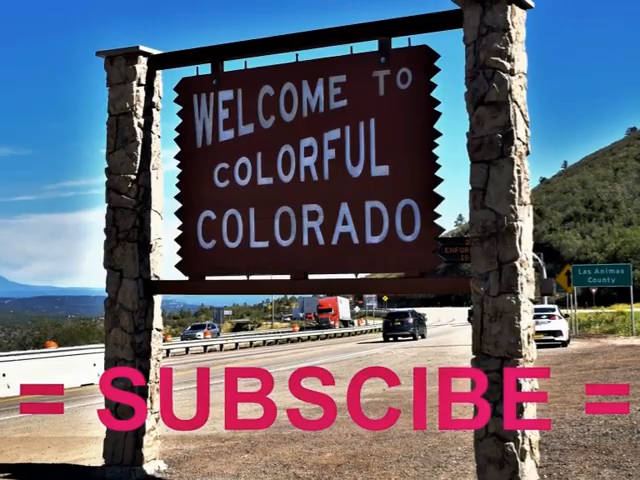 WELCOME TO
COLORFUL
COLORADO
Las Animas
County
= SUBSCIBE =